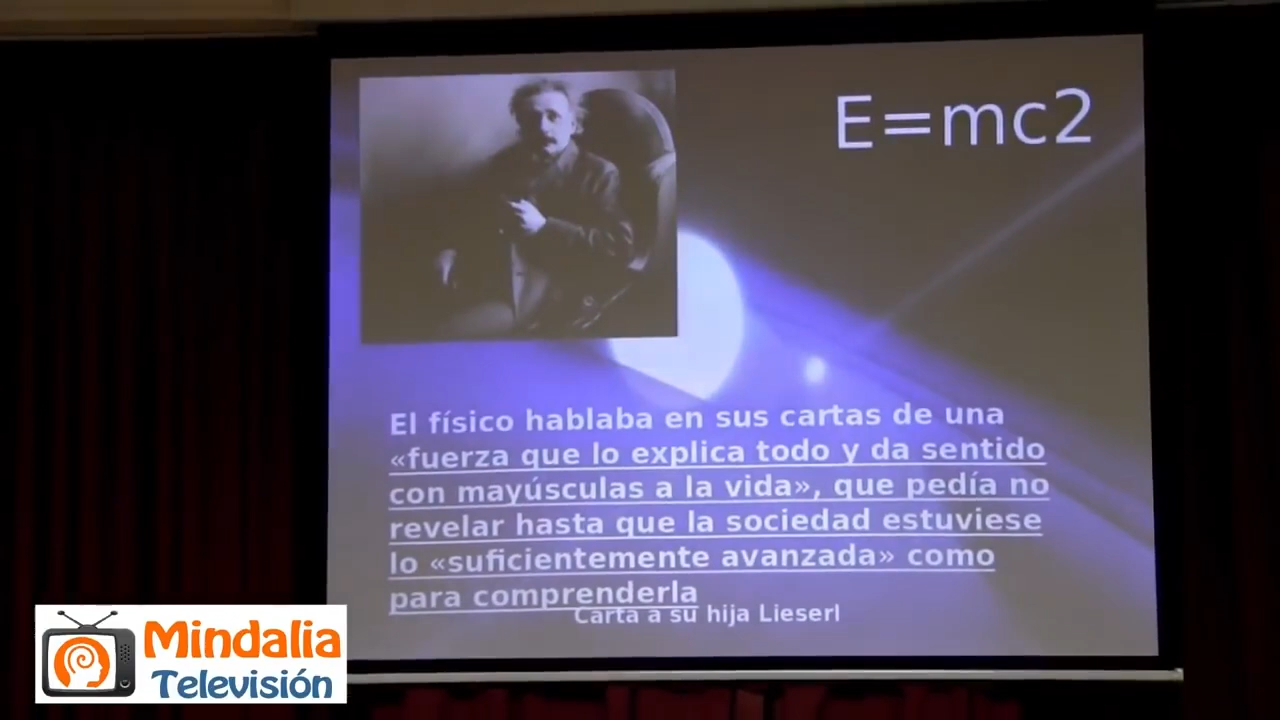 E=mc2
El físico hablaba en sus cartas de una
«fuerza que lo explica todo y da sentido
con mayúsculas a la vida», que pedía no
revelar hasta que la sociedad estuviese
lo «suficientemente avanzada» como
para comprenderla
Carta a su hija Lieserl
Mindalia
Televisión